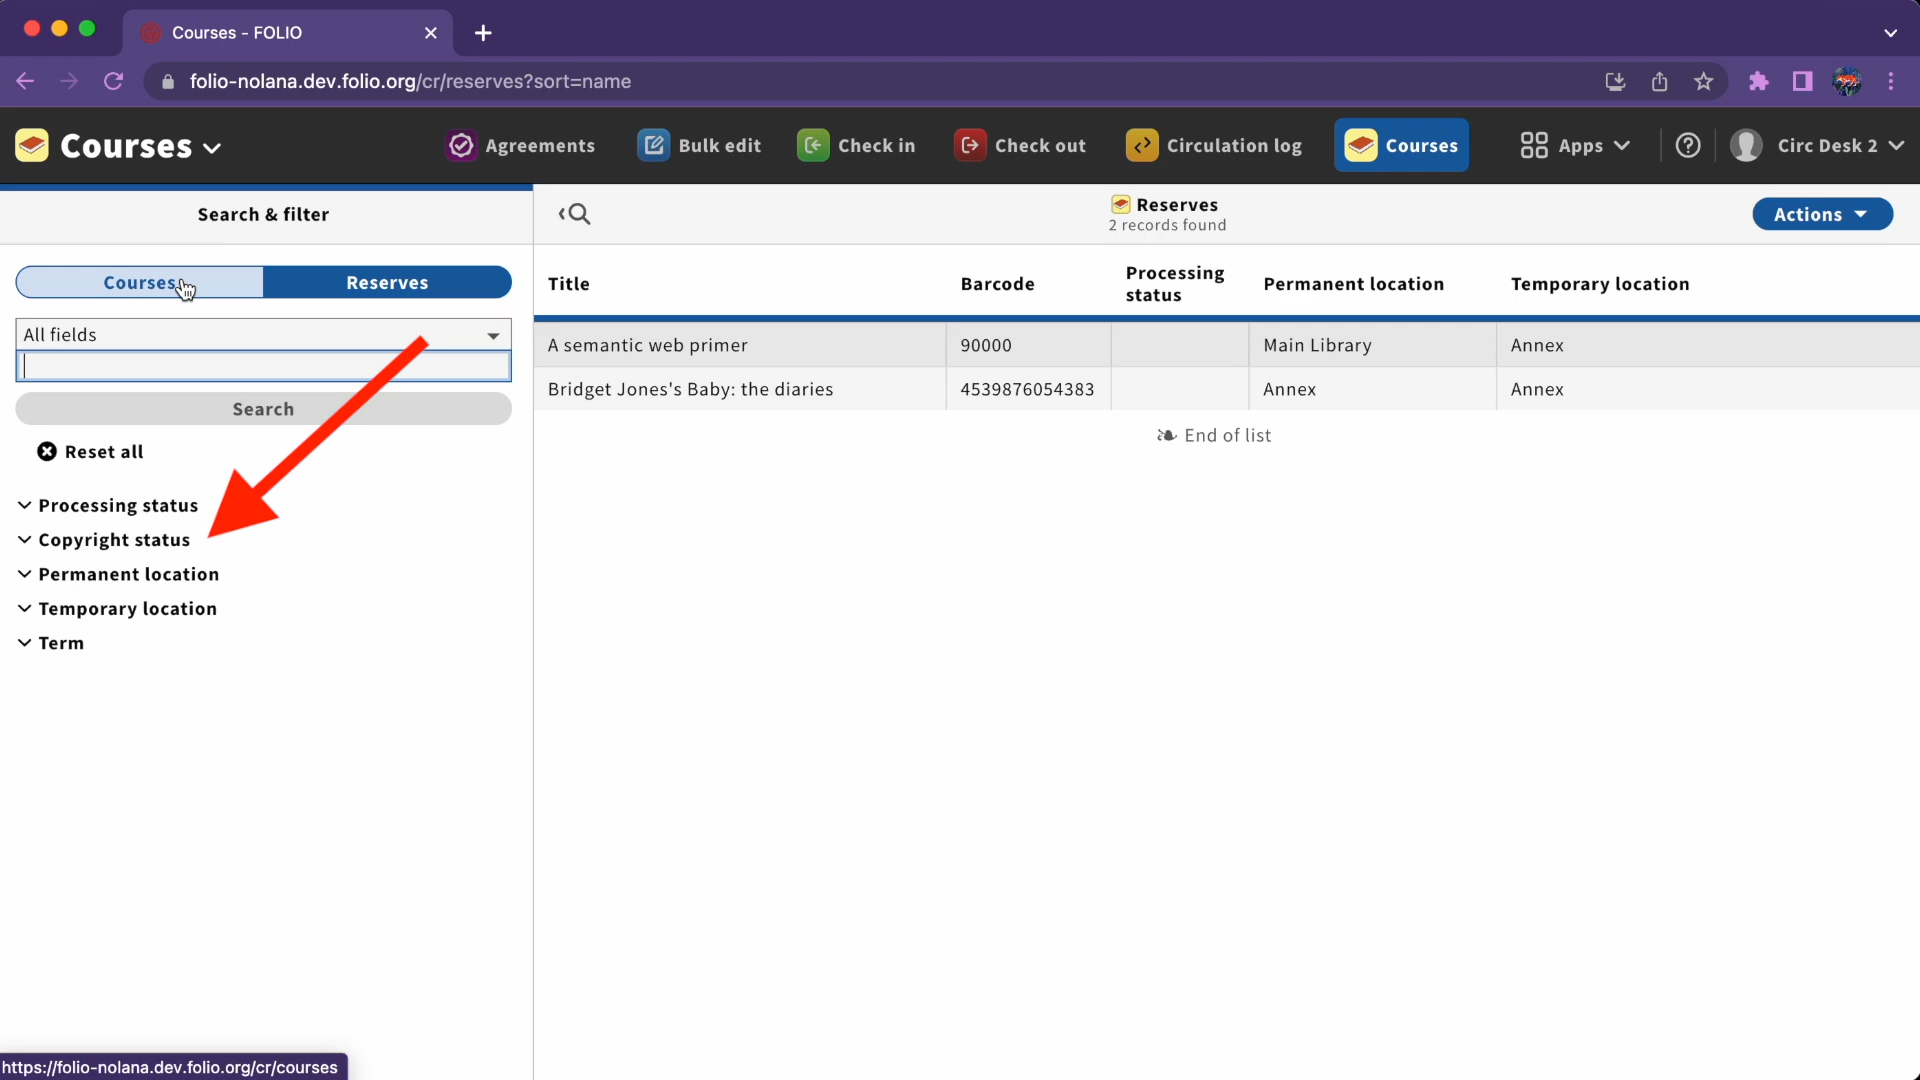 Courses - FOLIO
folio-nolana.dev.folio.org/cr/reserves?sort=name
Courses
Agreements
Bulk edit
Check in
Check out
Circulation log
Courses
Apps
Circ Desk 2
Search & filter
Reserves
2 records found
Actions
Courses
Reserves
All fields
Search
Reset all
Processing status
Copyright status
Permanent location
Temporary location
Term
Title Barcode Processing status Permanent location Temporary location
A semantic web primer 90000 Main Library Annex
Bridget Jones's Baby: the diaries 4539876054383 Annex Annex
End of list
https://folio-nolana.dev.folio.org/cr/courses